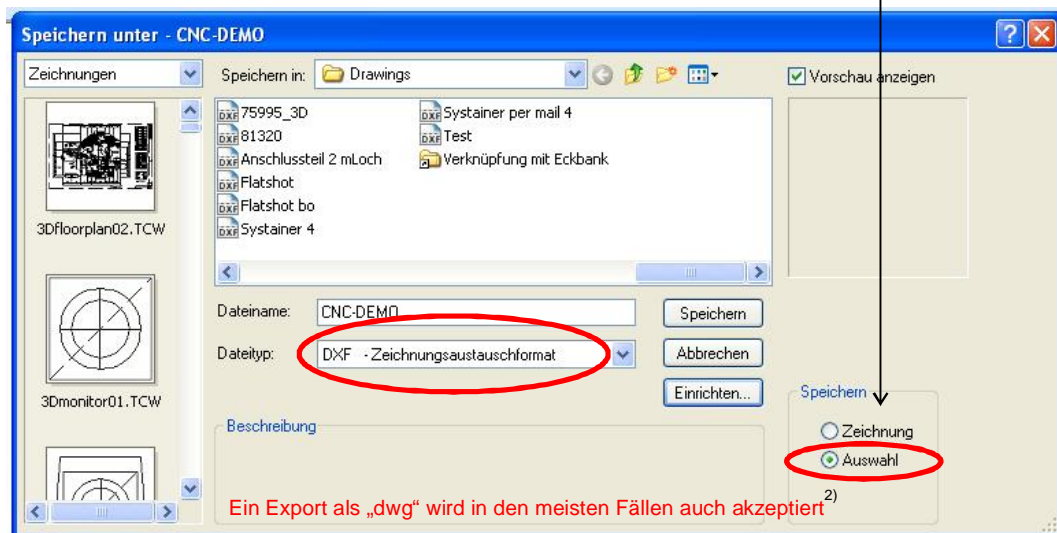 Speichern unter - CNC-DEMO
Zeichnungen
Speichern in: Drawings
Vorschau anzeigen
75995_3D
81320
Anschlussteil 2 mLoch
Flatshot
Flatshot bo
Systainer 4
Systainer per mail 4
Test
Verknüpfung mit Eckbank
3Dfloorplan02.TCW
3Dmonitor01.TCW
Dateiname: CNC-DEMO
Speichern
Dateityp: DXF - Zeichnungsaustauschformat
Abbrechen
Einrichten...
Beschreibung
Speichern
Zeichnung
Auswahl
2)
Ein Export als „dwg“ wird in den meisten Fällen auch akzeptiert